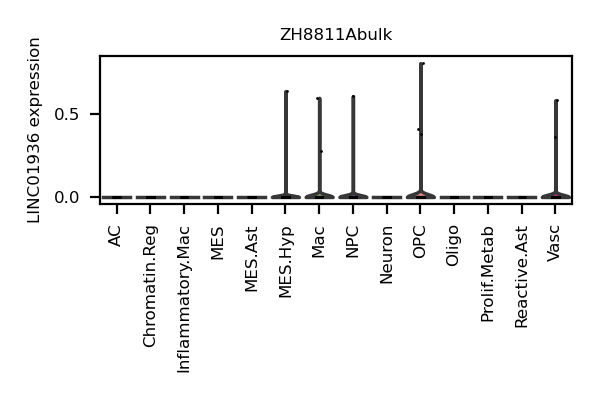 ZH8811Abulk
LINC01936 expression
0.5
0.0
AC
Chromatin.Reg
Inflammatory.Mac
MES
MES.Ast
MES.Hyp
Mac
NPC
Neuron
OPC
Oligo
Prolif.Metab
Reactive.Ast
Vasc